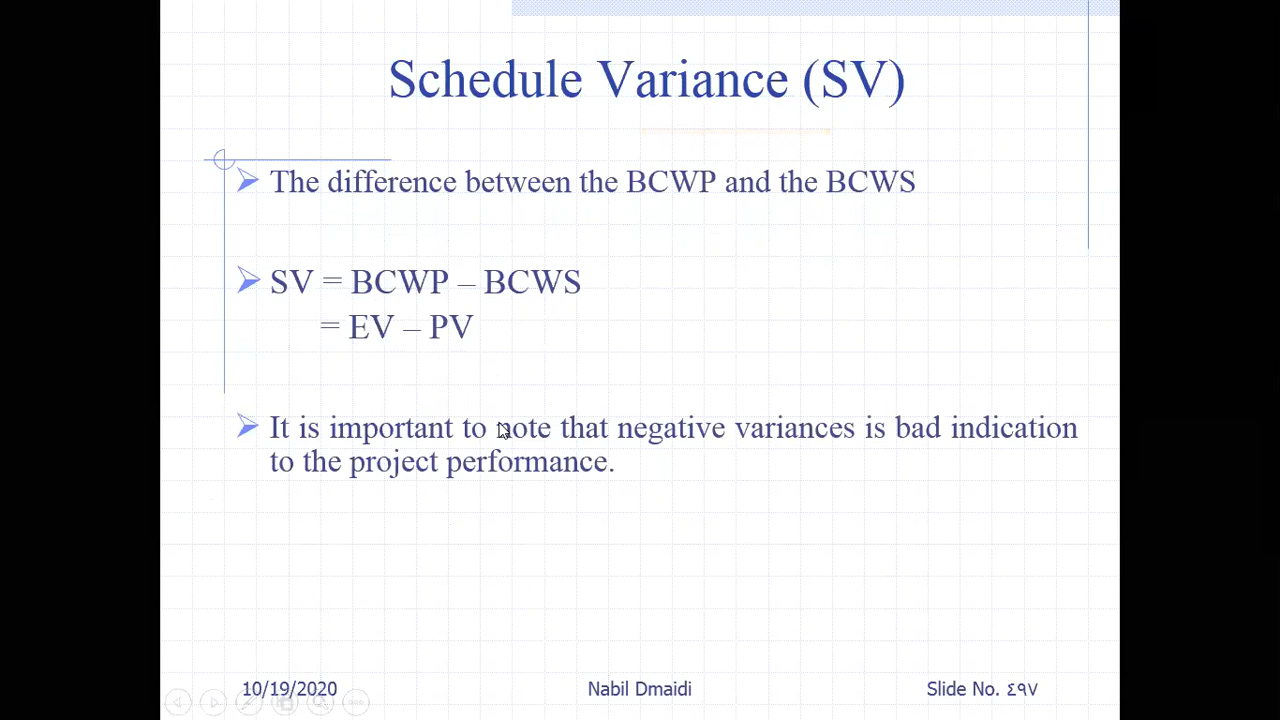 Schedule Variance (SV)
The difference between the BCWP and the BCWS
SV = BCWP – BCWS
= EV – PV
It is important to note that negative variances is bad indication
to the project performance.
10/19/2020
Nabil Dmaidi
Slide No. ٤٩٧